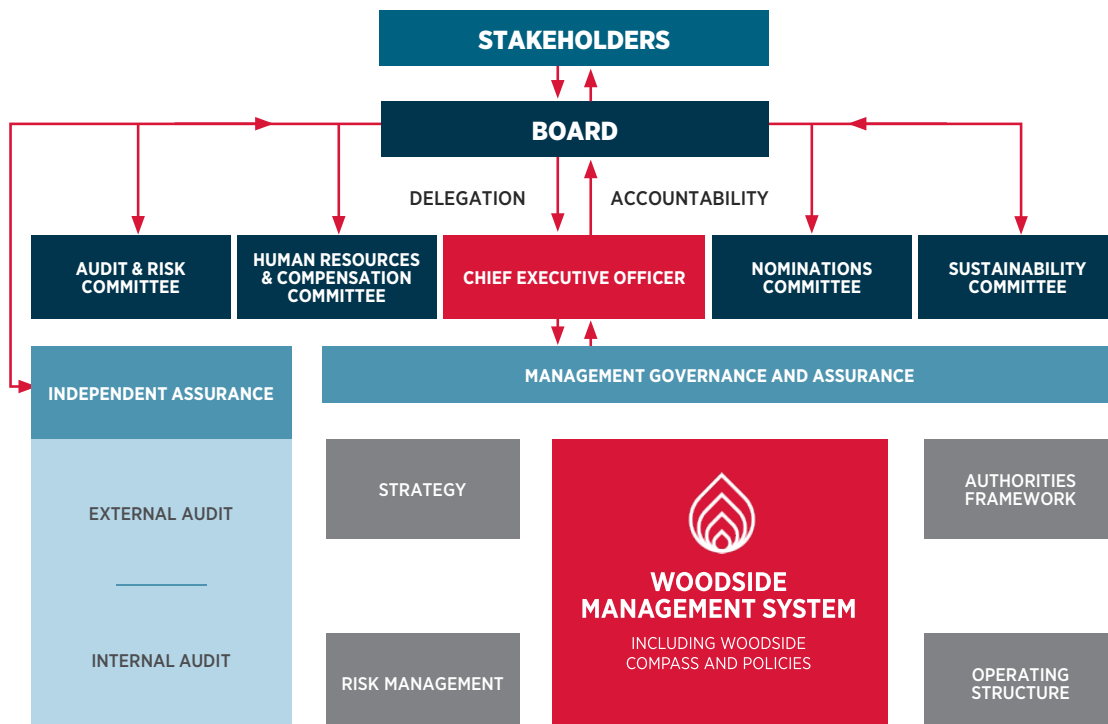 STAKEHOLDERS
BOARD
DELEGATION
ACCOUNTABILITY
AUDIT & RISK
COMMITTEE
HUMAN RESOURCES
& COMPENSATION
COMMITTEE
CHIEF EXECUTIVE OFFICER
NOMINATIONS
COMMITTEE
SUSTAINABILITY
COMMITTEE
INDEPENDENT ASSURANCE
MANAGEMENT GOVERNANCE AND ASSURANCE
EXTERNAL AUDIT
INTERNAL AUDIT
STRATEGY
RISK MANAGEMENT
WOODSIDE
MANAGEMENT SYSTEM
INCLUDING WOODSIDE
COMPASS AND POLICIES
AUTHORITIES
FRAMEWORK
OPERATING
STRUCTURE